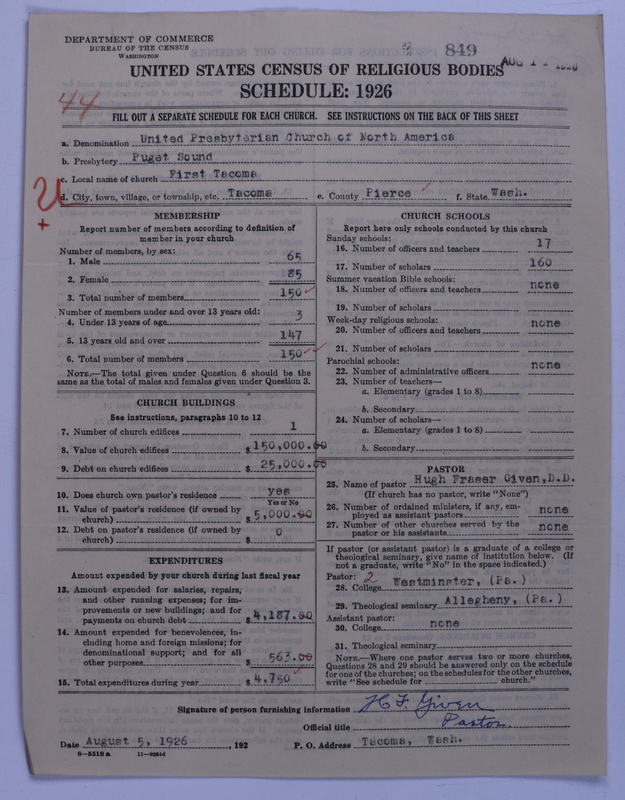 DEPARTMENT OF COMMERCE
BUREAU OF THE CENSUS
WASHINGTON
849
AUG 11 1926
UNITED STATES CENSUS OF RELIGIOUS BODIES
SCHEDULE: 1926
44
FILL OUT A SEPARATE SCHEDULE FOR EACH CHURCH. SEE INSTRUCTIONS ON THE BACK OF THIS SHEET
a. Denomination United Presbyterian Church of North America
b. Presbytery Puget Sound
c. Local name of church First Tacoma
d. City, town, village, or township, etc. Tacoma e. County Pierce f. State Wash.
MEMBERSHIP
Report number of members according to definition of
member in your church
Number of members, by sex:
1. Male 65
2. Female 85
3. Total number of members 150
Number of members under and over 13 years old:
4. Under 13 years of age 3
5. 13 years old and over 147
6. Total number of members 150
NOTE.—The total given under Question 6 should be the
same as the total of males and females given under Question 3.
CHURCH BUILDINGS
See instructions, paragraphs 10 to 12
7. Number of church edifices 1
8. Value of church edifices $150,000.00
9. Debt on church edifices $25,000.00
10. Does church own pastor's residence yes
Yes or No
11. Value of pastor's residence (if owned by
church) $5,000.00
12. Debt on pastor's residence (if owned by
church) $ 0
EXPENDITURES
Amount expended by your church during last fiscal year
13. Amount expended for salaries, repairs,
and other running expenses; for im-
provements or new buildings; and for
payments on church debt $4,187.00
14. Amount expended for benevolences, in-
cluding home and foreign missions; for
denominational support; and for all
other purposes $563.00
15. Total expenditures during year $4,750
CHURCH SCHOOLS
Report here only schools conducted by this church
Sunday schools:
16. Number of officers and teachers 17
17. Number of scholars 160
Summer vacation Bible schools:
18. Number of officers and teachers none
19. Number of scholars
Week-day religious schools:
20. Number of officers and teachers none
21. Number of scholars
Parochial schools:
22. Number of administrative officers none
23. Number of teachers—
a. Elementary (grades 1 to 8)
b. Secondary
24. Number of scholars—
a. Elementary (grades 1 to 8)
b. Secondary
PASTOR
25. Name of pastor Hugh Fraser Given, D.D.
(If church has no pastor, write "None")
26. Number of ordained ministers, if any, em-
ployed as assistant pastors none
27. Number of other churches served by the
pastor or his assistants none
If pastor (or assistant pastor) is a graduate of a college or
theological seminary, give name of institution below. (If
not a graduate, write "No" in the space indicated.)
Pastor: 2
28. College Westminster, (Pa.)
29. Theological seminary Allegheny, (Pa.)
Assistant pastor:
30. College none
31. Theological seminary
NOTE.—Where one pastor serves two or more churches,
Questions 28 and 29 should be answered only on the schedule
for one of the churches; on the schedules for the other churches,
write "See schedule for church."
Signature of person furnishing information H. F. Given
Official title Pastor
Date August 5, 1926, 192 P. O. Address Tacoma, Wash.
8—5518a 11—9264d